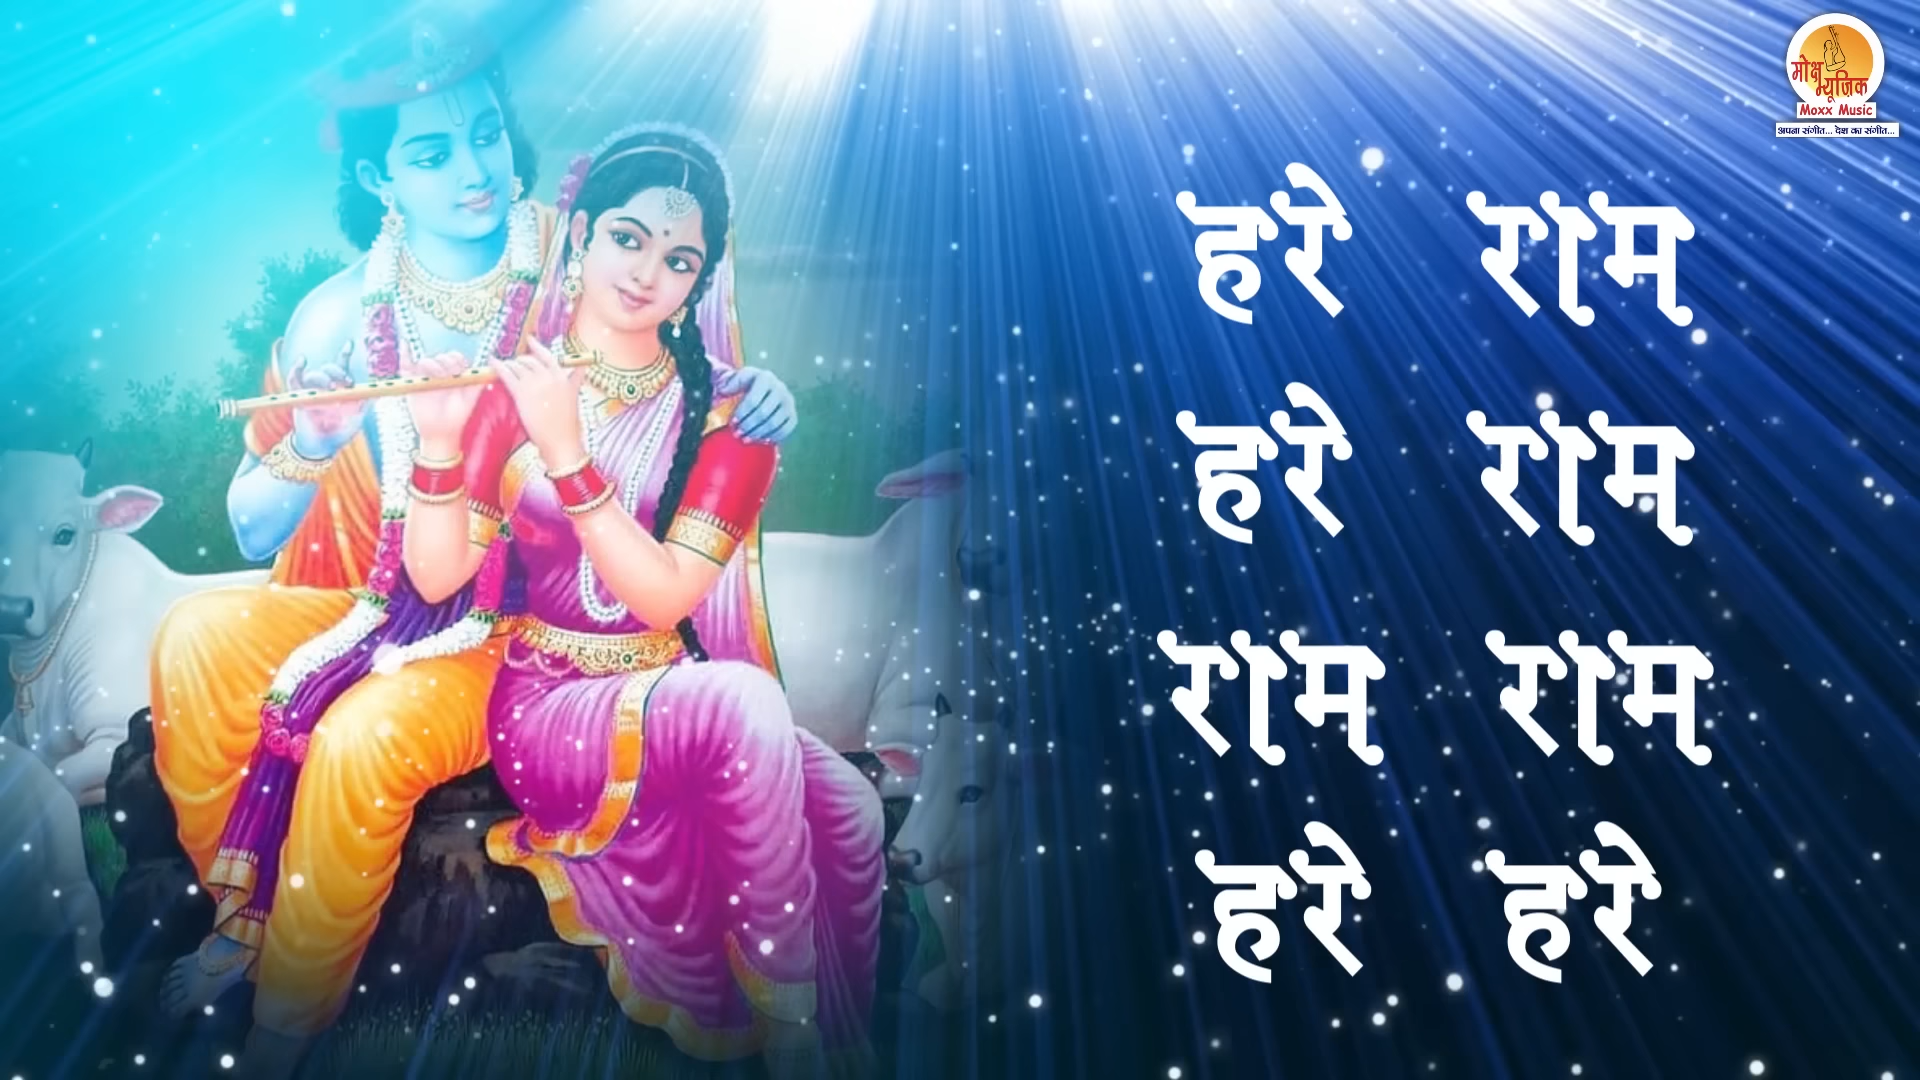 मोक्ष
म्यूज़िक
Moxx Music
अपना संगीत... देश का संगीत...
हरे राम
हरे राम
राम राम
हरे हरे